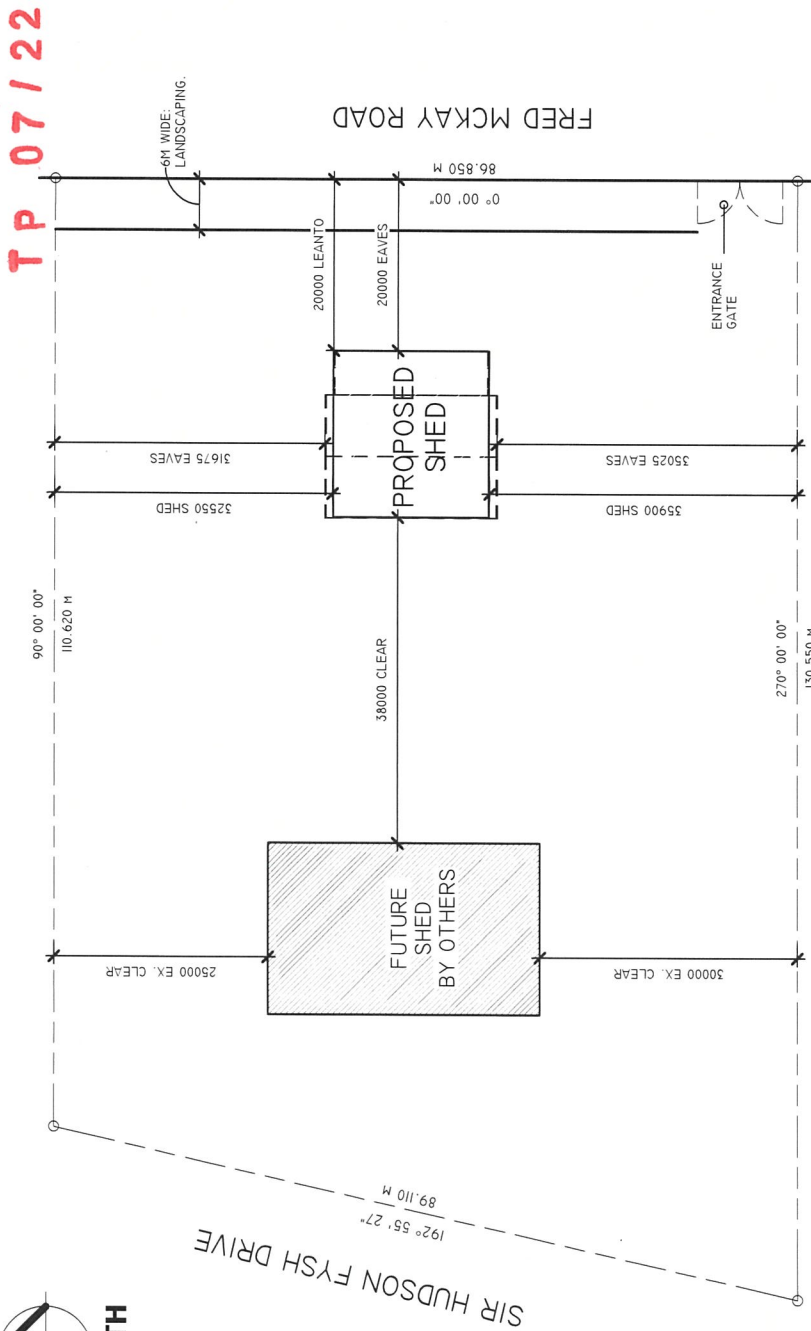 TP 07/22
6M WIDE:
LANDSCAPING.
FRED MCKAY ROAD
86.850 M
0° 00' 00"
20000 LEANTO
20000 EAVES
ENTRANCE
GATE
PROPOSED
SHED
31675 EAVES
32550 SHED
35025 EAVES
35900 SHED
90° 00' 00"
110.620 M
38000 CLEAR
270° 00' 00"
130.550 M
FUTURE
SHED
BY OTHERS
25000 EX. CLEAR
30000 EX. CLEAR
89.110 M
192° 55' 27"
SIR HUDSON FYSH DRIVE
TH